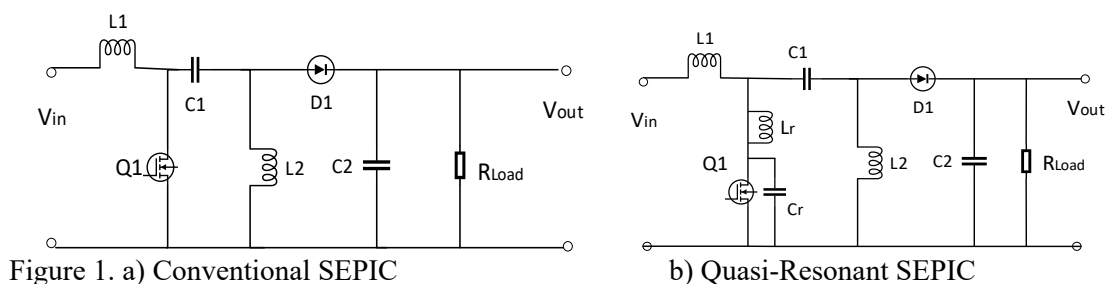 L1
C1
D1
Vin
Vout
Q1
L2
C2
RLoad
L1
C1
D1
Vin
Vout
Lr
Q1
Cr
L2
C2
RLoad
Figure 1. a) Conventional SEPIC
b) Quasi-Resonant SEPIC